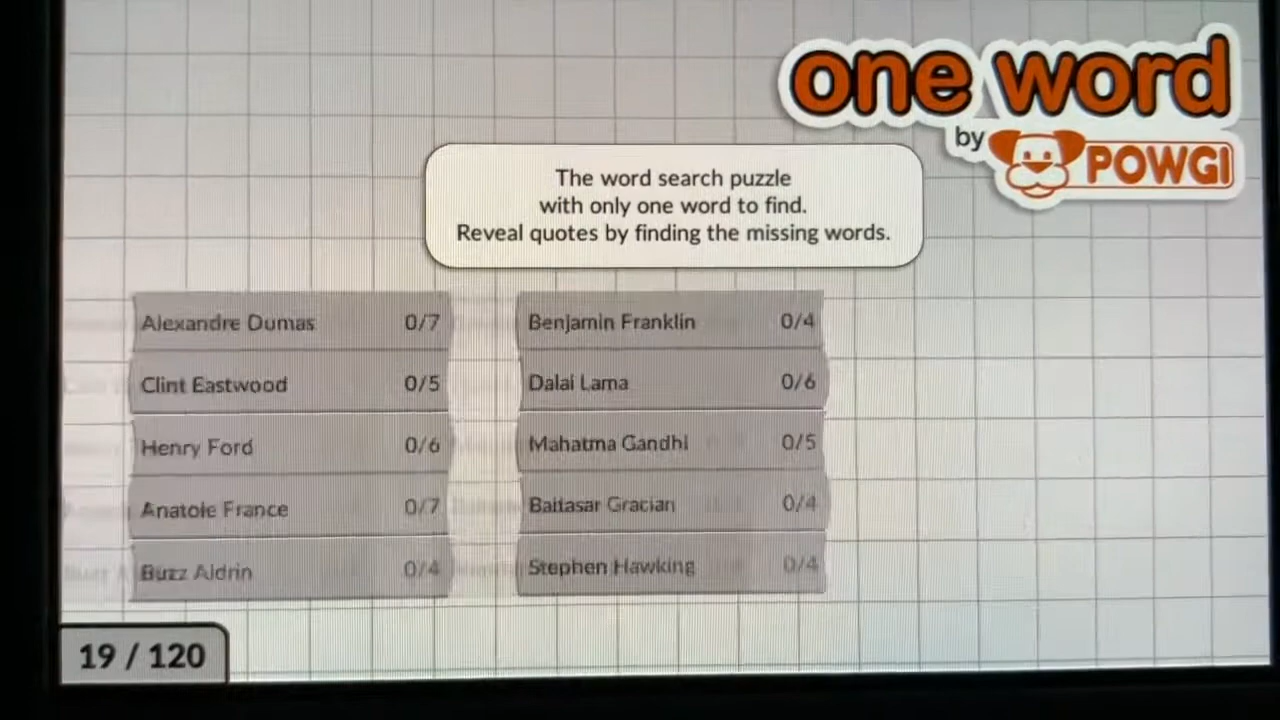 one word
by POWGI
The word search puzzle
with only one word to find.
Reveal quotes by finding the missing words.
Alexandre Dumas 0/7
Clint Eastwood 0/5
Henry Ford 0/6
Anatole France 0/7
Buzz Aldrin 0/4
Benjamin Franklin 0/4
Dalai Lama 0/6
Mahatma Gandhi 0/5
Baltasar Gracian 0/4
Stephen Hawking 0/4
19 / 120